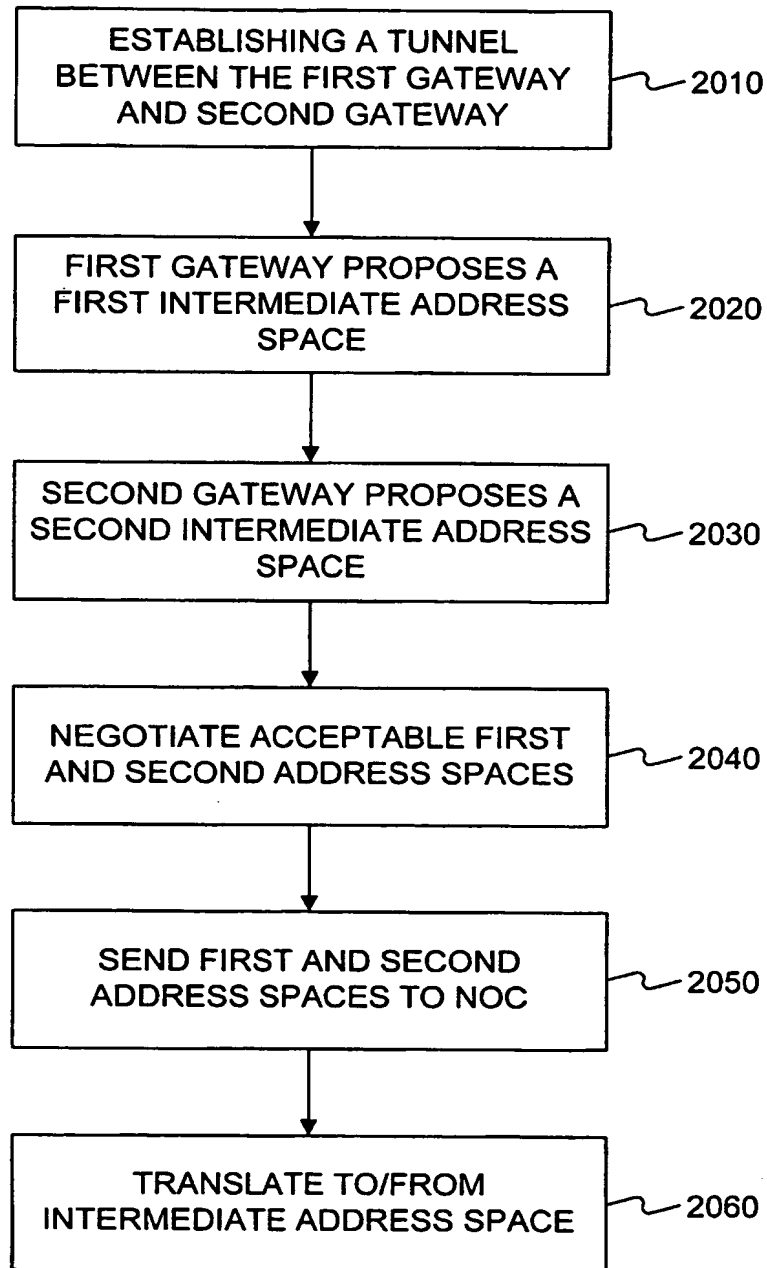 ESTABLISHING A TUNNEL
BETWEEN THE FIRST GATEWAY
AND SECOND GATEWAY
2010
FIRST GATEWAY PROPOSES A
FIRST INTERMEDIATE ADDRESS
SPACE
2020
SECOND GATEWAY PROPOSES A
SECOND INTERMEDIATE ADDRESS
SPACE
2030
NEGOTIATE ACCEPTABLE FIRST
AND SECOND ADDRESS SPACES
2040
SEND FIRST AND SECOND
ADDRESS SPACES TO NOC
2050
TRANSLATE TO/FROM
INTERMEDIATE ADDRESS SPACE
2060